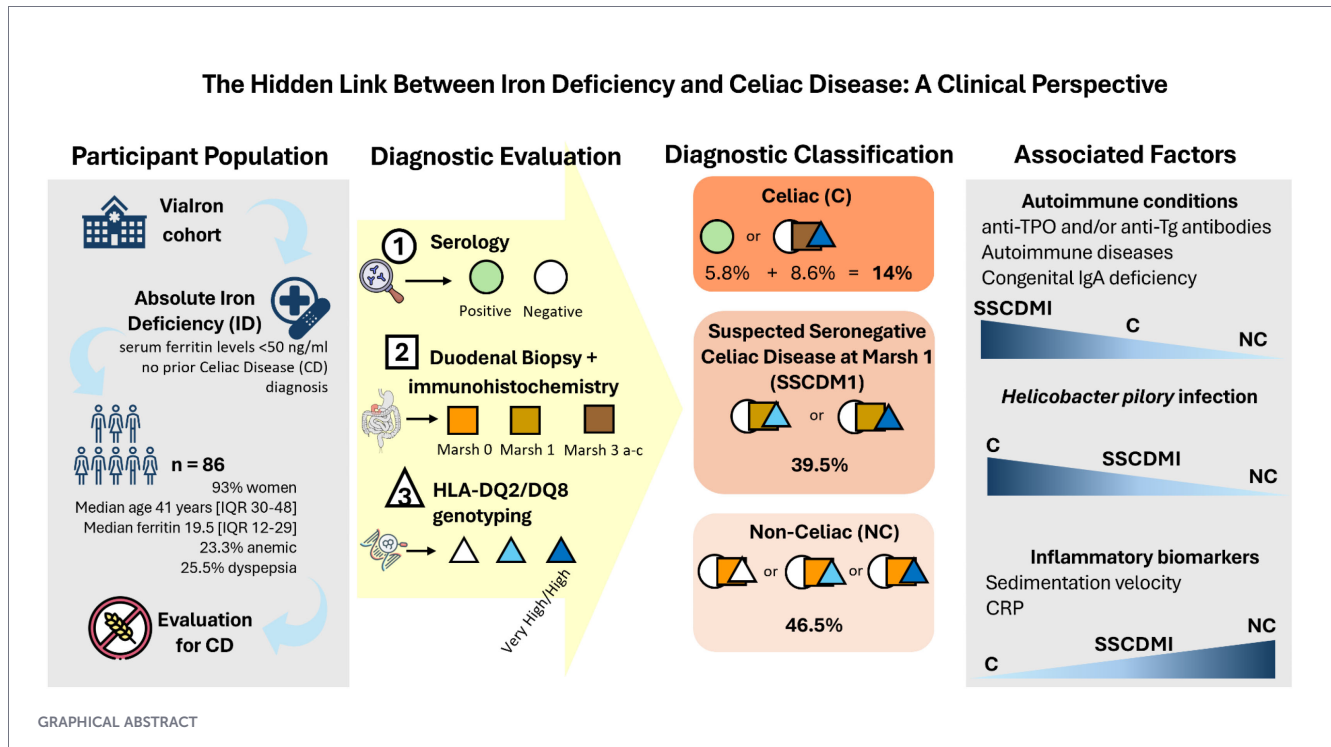 The Hidden Link Between Iron Deficiency and Celiac Disease: A Clinical Perspective
Participant Population
ViaIron
cohort
Absolute Iron
Deficiency (ID)
serum ferritin levels <50 ng/ml
no prior Celiac Disease (CD)
diagnosis
n = 86
93% women
Median age 41 years [IQR 30-48]
Median ferritin 19.5 [IQR 12-29]
23.3% anemic
25.5% dyspepsia
Evaluation
for CD
Diagnostic Evaluation
1
Serology
Positive
Negative
2
Duodenal Biopsy +
immunohistochemistry
Marsh 0
Marsh 1
Marsh 3 a-c
3
HLA-DQ2/DQ8
genotyping
Very High/High
Diagnostic Classification
Celiac (C)
or
5.8% + 8.6% = 14%
Suspected Seronegative
Celiac Disease at Marsh 1
(SSCDM1)
or
39.5%
Non-Celiac (NC)
or or
46.5%
Associated Factors
Autoimmune conditions
anti-TPO and/or anti-Tg antibodies
Autoimmune diseases
Congenital IgA deficiency
SSCDMI
C
NC
Helicobacter pilory infection
C
SSCDMI
NC
Inflammatory biomarkers
Sedimentation velocity
CRP
NC
SSCDMI
C
GRAPHICAL ABSTRACT